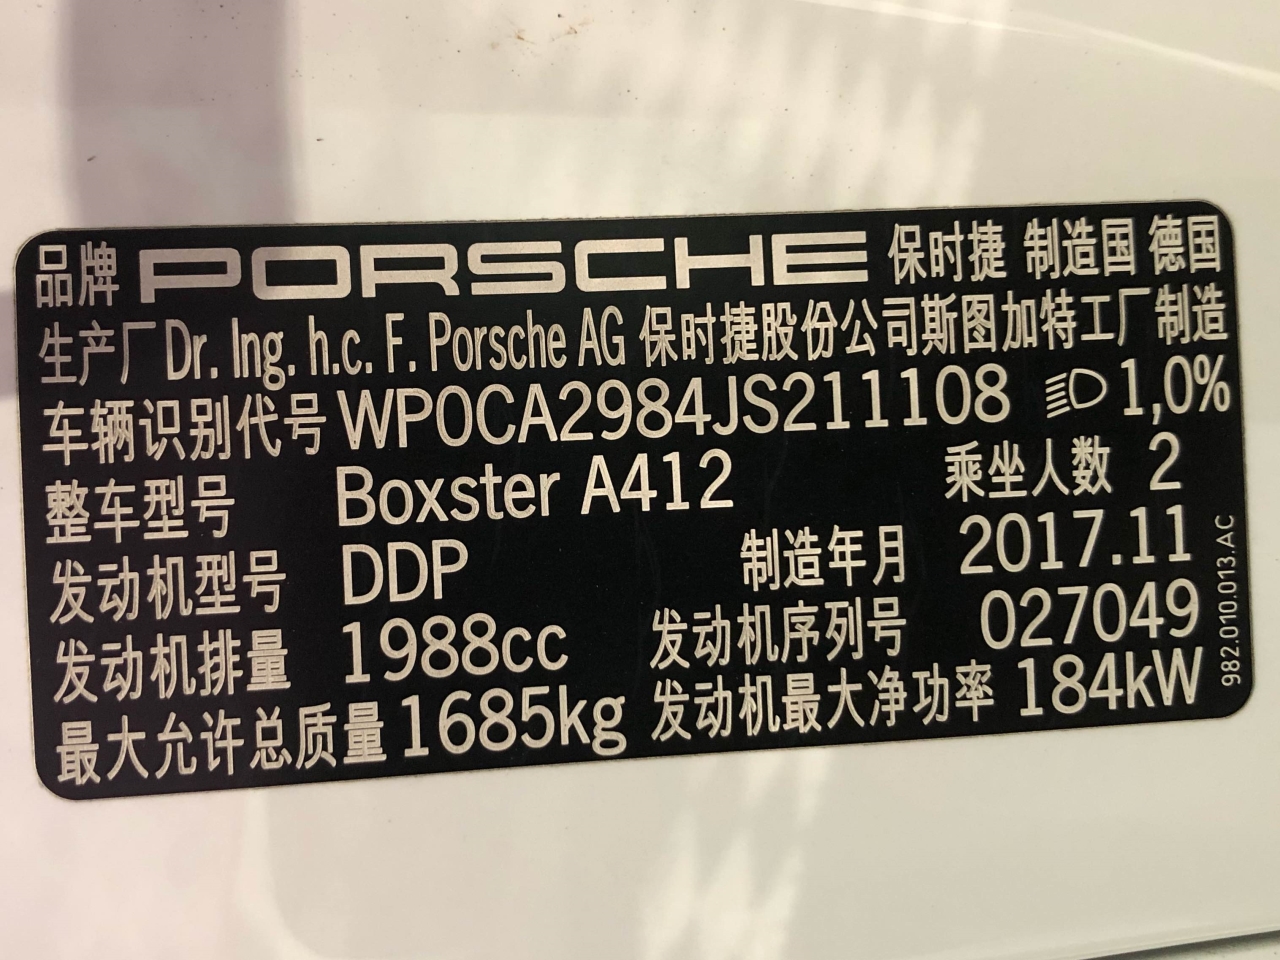 品牌 PORSCHE 保时捷 制造国 德国
生产厂 Dr. Ing. h.c. F. Porsche AG 保时捷股份公司斯图加特工厂制造
车辆识别代号 WP0CA2984JS211108 1,0%
整车型号 Boxster A412 乘坐人数 2
发动机型号 DDP 制造年月 2017.11
发动机排量 1988cc 发动机序列号 027049
最大允许总质量 1685kg 发动机最大净功率 184kW
982.010.013.AC